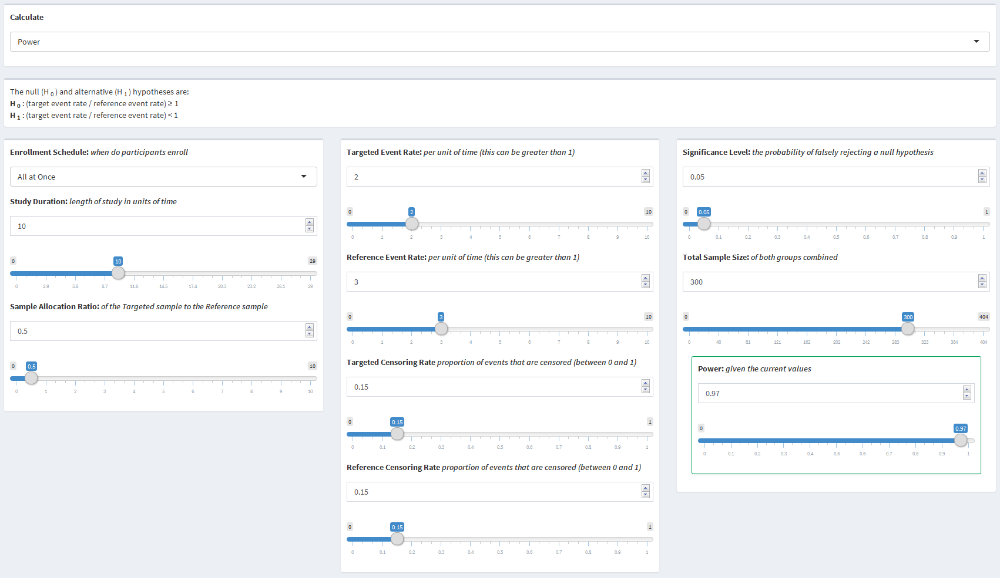 Calculate
Power
The null (H 0 ) and alternative (H 1 ) hypotheses are:
H 0 : (target event rate / reference event rate) ≥ 1
H 1 : (target event rate / reference event rate) < 1
Enrollment Schedule: when do participants enroll
All at Once
Study Duration: length of study in units of time
10
0 10 29
0 2.9 5.8 8.7 11.6 14.5 17.4 20.3 23.2 26.1 29
Sample Allocation Ratio: of the Targeted sample to the Reference sample
0.5
0 0.5 10
0 1 2 3 4 5 6 7 8 9 10
Targeted Event Rate: per unit of time (this can be greater than 1)
2
0 2 10
0 1 2 3 4 5 6 7 8 9 10
Reference Event Rate: per unit of time (this can be greater than 1)
3
0 3 10
0 1 2 3 4 5 6 7 8 9 10
Targeted Censoring Rate proportion of events that are censored (between 0 and 1)
0.15
0 0.15 1
0 0.1 0.2 0.3 0.4 0.5 0.6 0.7 0.8 0.9 1
Reference Censoring Rate proportion of events that are censored (between 0 and 1)
0.15
0 0.15 1
0 0.1 0.2 0.3 0.4 0.5 0.6 0.7 0.8 0.9 1
Significance Level: the probability of falsely rejecting a null hypothesis
0.05
0 0.05 1
0 0.1 0.2 0.3 0.4 0.5 0.6 0.7 0.8 0.9 1
Total Sample Size: of both groups combined
300
0 300 404
0 40 81 121 162 202 242 283 323 364 404
Power: given the current values
0.97
0 0.97
0 0.1 0.2 0.3 0.4 0.5 0.6 0.7 0.8 0.9 1